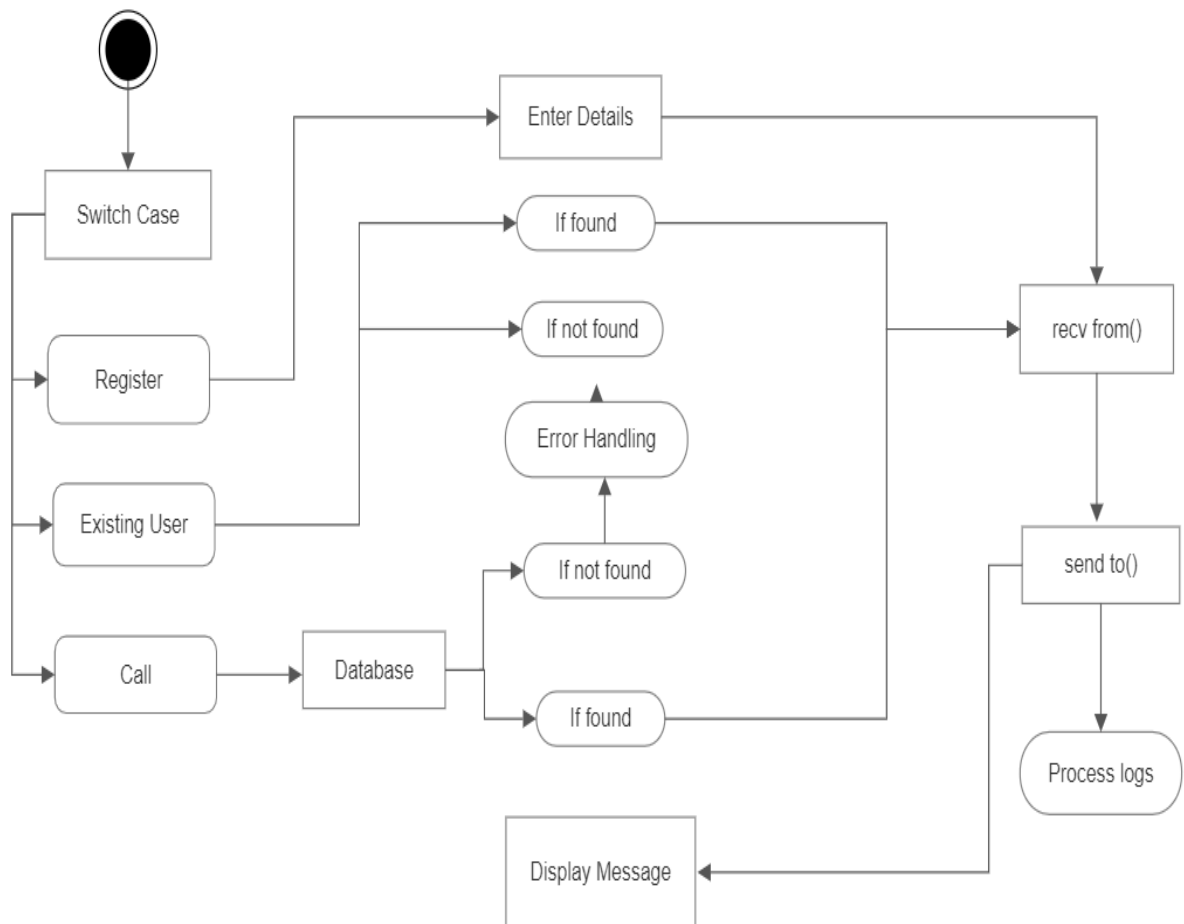 Enter Details
Switch Case
If found
If not found
recv from()
Register
Error Handling
Existing User
If not found
send to()
Call
Database
If found
Process logs
Display Message